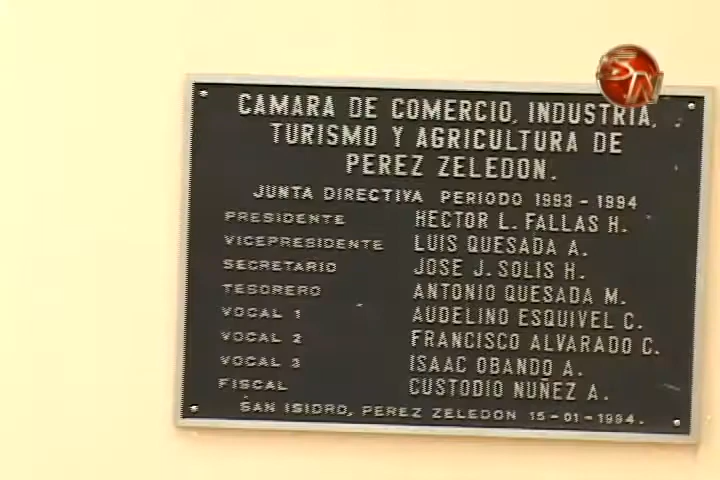 CAMARA DE COMERCIO, INDUSTRIA,
TURISMO Y AGRICULTURA DE
PEREZ ZELEDON.
JUNTA DIRECTIVA PERIODO 1993 - 1994
PRESIDENTE HECTOR L. FALLAS H.
VICEPRESIDENTE LUIS QUESADA A.
SECRETARIO JOSE J. SOLIS H.
TESORERO ANTONIO QUESADA M.
VOCAL 1 AUDELINO ESQUIVEL C.
VOCAL 2 FRANCISCO ALVARADO C.
VOCAL 3 ISAAC OBANDO A.
FISCAL CUSTODIO NUÑEZ A.
SAN ISIDRO, PEREZ ZELEDON 15-01-1994.